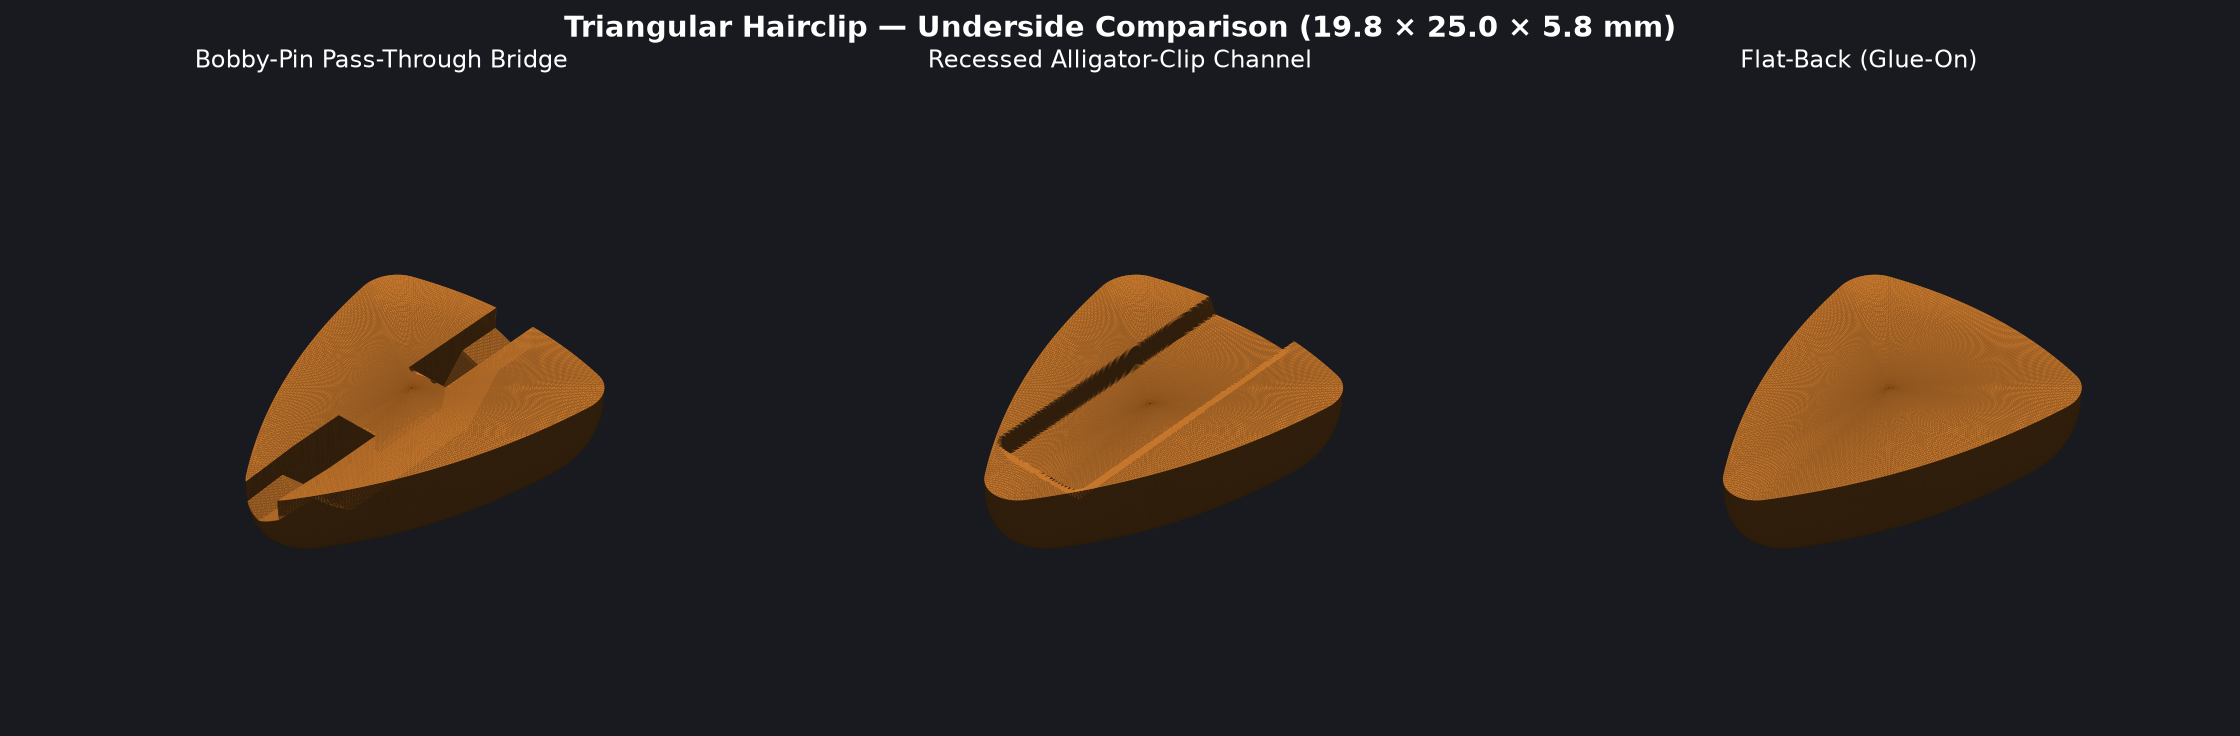 Triangular Hairclip — Underside Comparison (19.8 × 25.0 × 5.8 mm)
Bobby-Pin Pass-Through Bridge
Recessed Alligator-Clip Channel
Flat-Back (Glue-On)